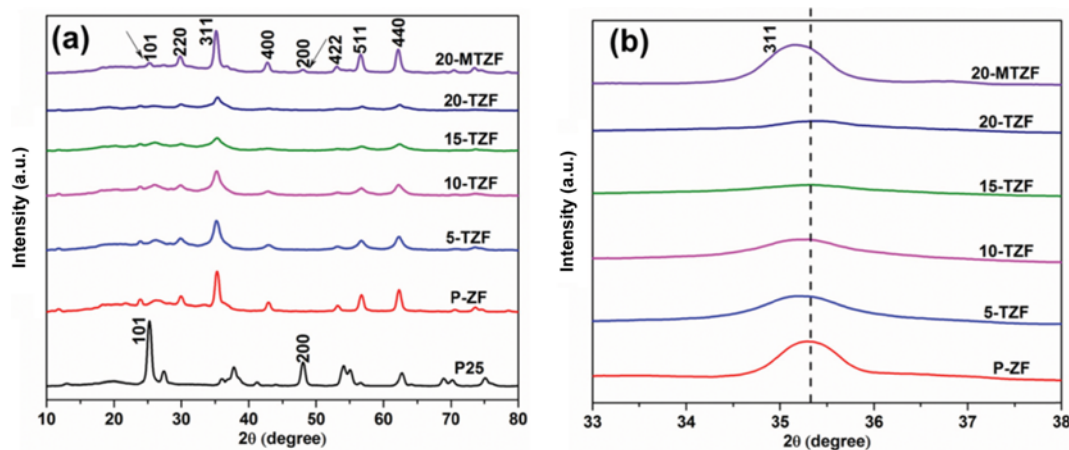 (a)
101
220
311
400
200
422
511
440
20-MTZF
20-TZF
15-TZF
10-TZF
5-TZF
P-ZF
101
200
P25
Intensity (a.u.)
10 20 30 40 50 60 70 80
2θ (degree)
(b)
311
20-MTZF
20-TZF
15-TZF
10-TZF
5-TZF
P-ZF
Intensity (a.u.)
33 34 35 36 37 38
2θ (degree)